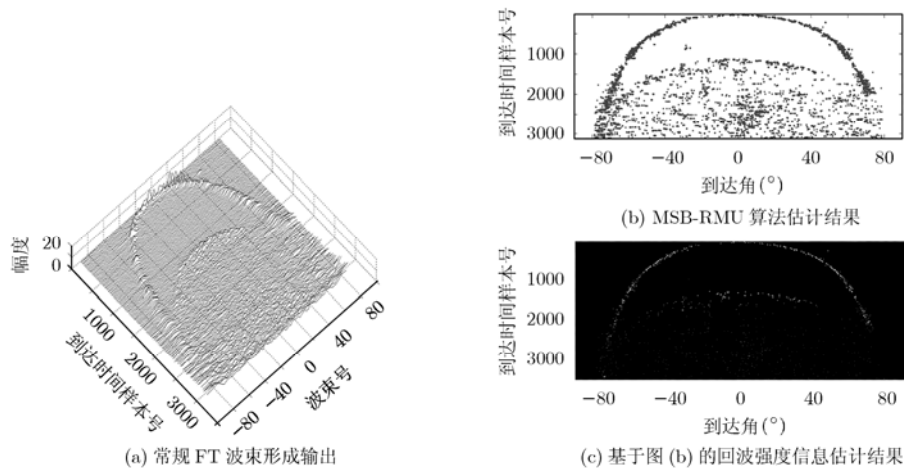 幅度
20
0
1000
2000
3000
到达时间样本号
−80
−40
0
40
80
波束号
(a) 常规 FT 波束形成输出
到达时间样本号
1000
2000
3000
−80 −40 0 40 80
到达角(°)
(b) MSB-RMU 算法估计结果
到达时间样本号
1000
2000
3000
−80 −40 0 40 80
到达角(°)
(c) 基于图 (b) 的回波强度信息估计结果